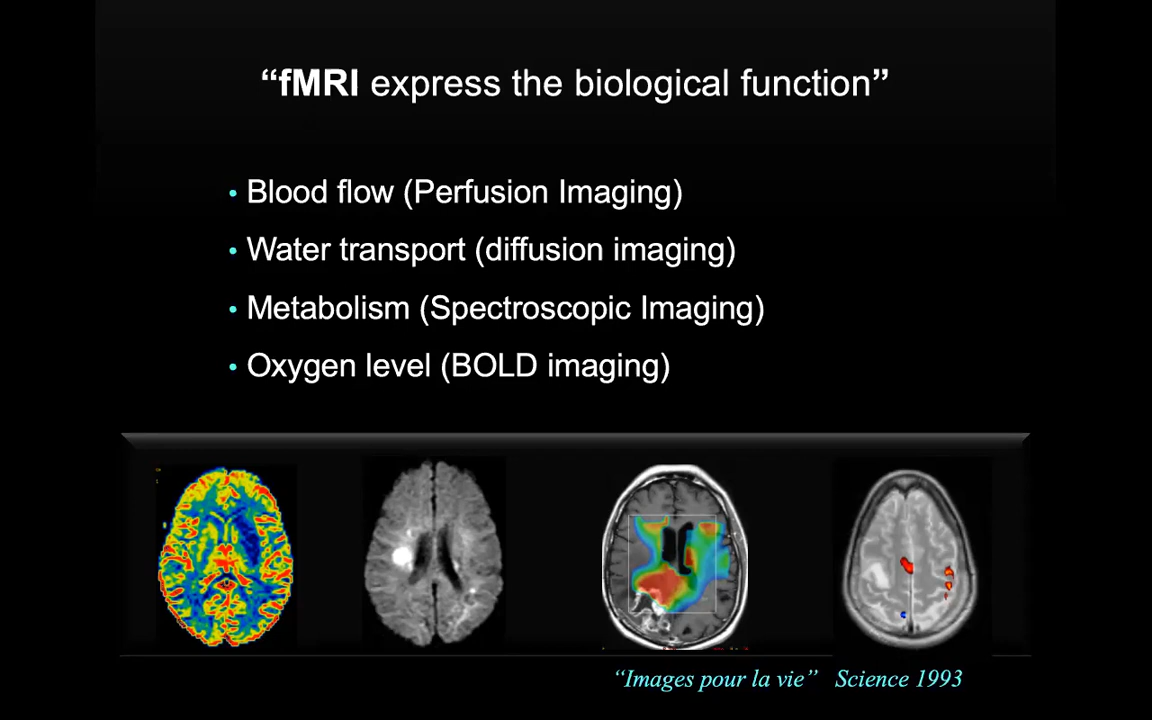 “fMRI express the biological function”
• Blood flow (Perfusion Imaging)
• Water transport (diffusion imaging)
• Metabolism (Spectroscopic Imaging)
• Oxygen level (BOLD imaging)
“Images pour la vie” Science 1993